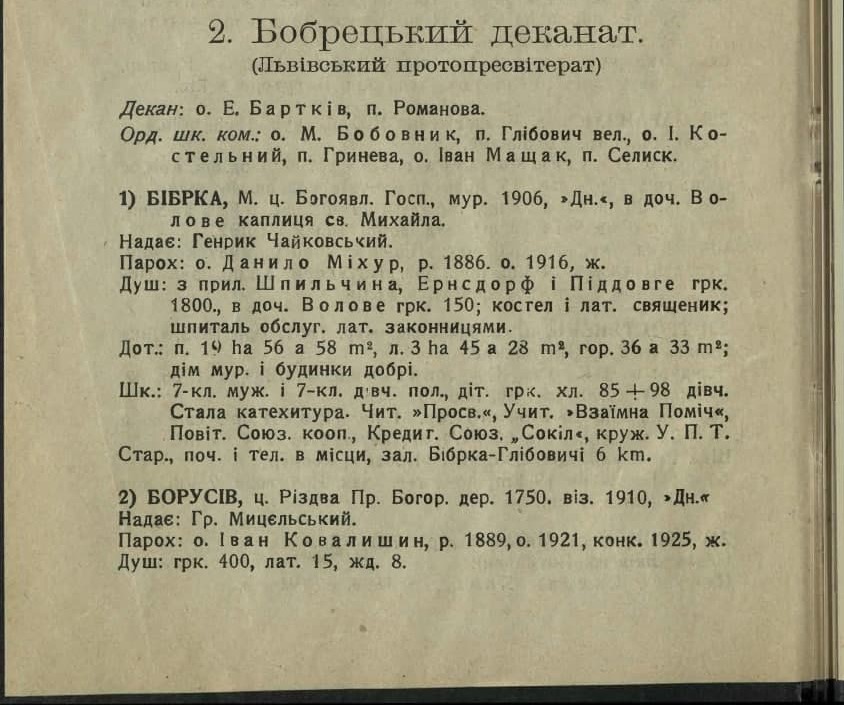 2. Бобрецький деканат.
(Львівський протопресвітерат)
Декан: о. Е. Бартків, п. Романова.
Орд. шк. ком.: о. М. Бобовник, п. Глібович вел., о. І. Ко-
стельний, п. Гринева, о. Іван Мащак, п. Селиск.
1) БІБРКА, М. ц. Богоявл. Госп., мур. 1906, »Дн.«, в доч. Во-
лове каплиця св. Михайла.
Надає: Генрик Чайковський.
Парох: о. Данило Міхур, р. 1886. о. 1916, ж.
Душ: з прил. Шпильчина, Ернсдорф і Піддовге грк.
1800., в доч. Волове грк. 150; костел і лат. священик;
шпиталь обслуг. лат. законницями.
Дот.: п. 19 ha 56 a 58 m², л. 3 ha 45 a 28 m², гор. 36 a 33 m²;
дім мур. і будинки добрі.
Шк.: 7-кл. муж. і 7-кл. дівч. пол., діт. грк. хл. 85+98 дівч.
Стала катехитура. Чит. »Просв.«, Учит. »Взаїмна Поміч«,
Повіт. Союз. кооп., Кредит. Союз. „Сокіл«, круж. У. П. Т.
Стар., поч. і тел. в місци, зал. Бібрка-Глібовичі 6 km.
2) БОРУСІВ, ц. Різдва Пр. Богор. дер. 1750. віз. 1910, »Дн.«
Надає: Гр. Мицєльський.
Парох: о. Іван Ковалишин, р. 1889, о. 1921, конк. 1925, ж.
Душ: грк. 400, лат. 15, жд. 8.